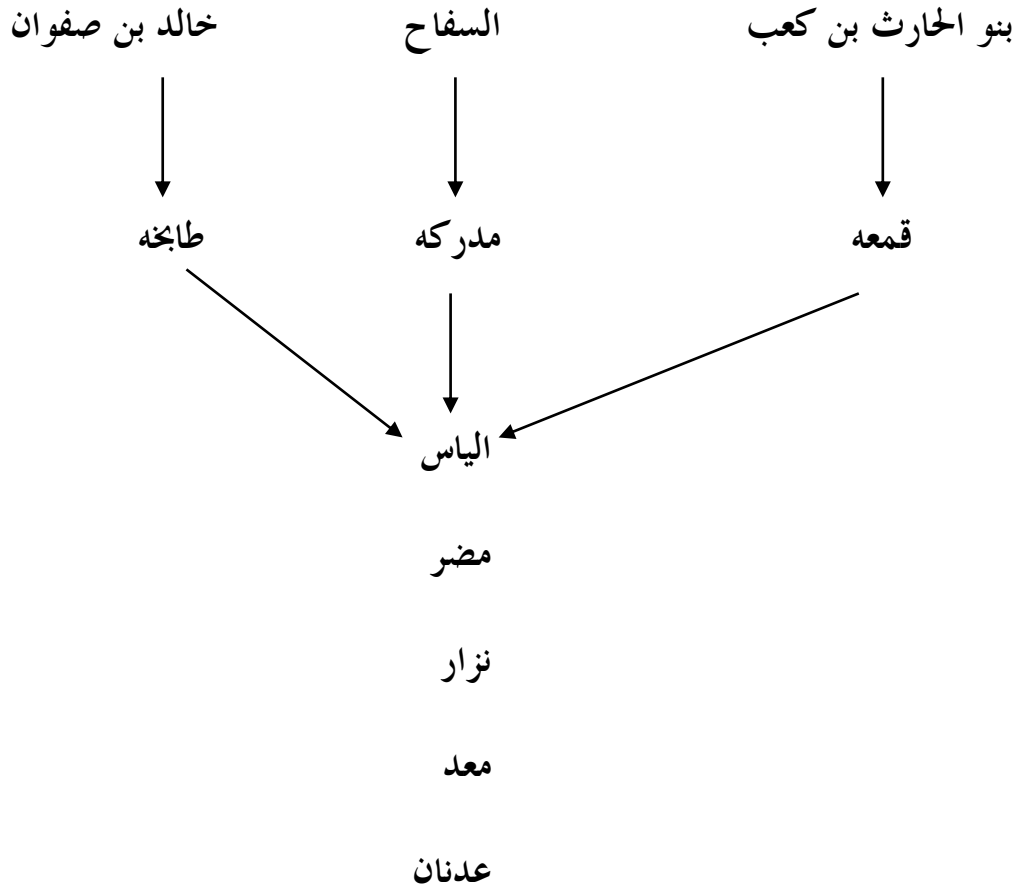 بنو الحارث بن كعب السفاح خالد بن صفوان
قمعه مدركه طابخه
الياس
مضر
نزار
معد
عدنان